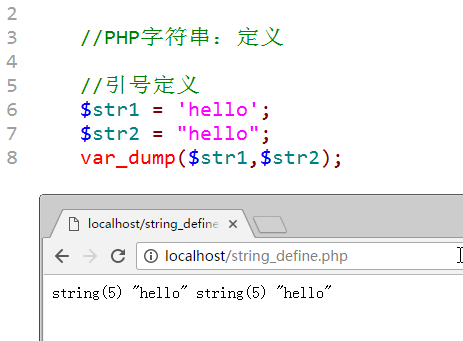 2
3 //PHP字符串：定义
4
5 //引号定义
6 $str1 = 'hello';
7 $str2 = "hello";
8 var_dump($str1,$str2);
localhost/string_define
localhost/string_define.php
string(5) "hello" string(5) "hello"